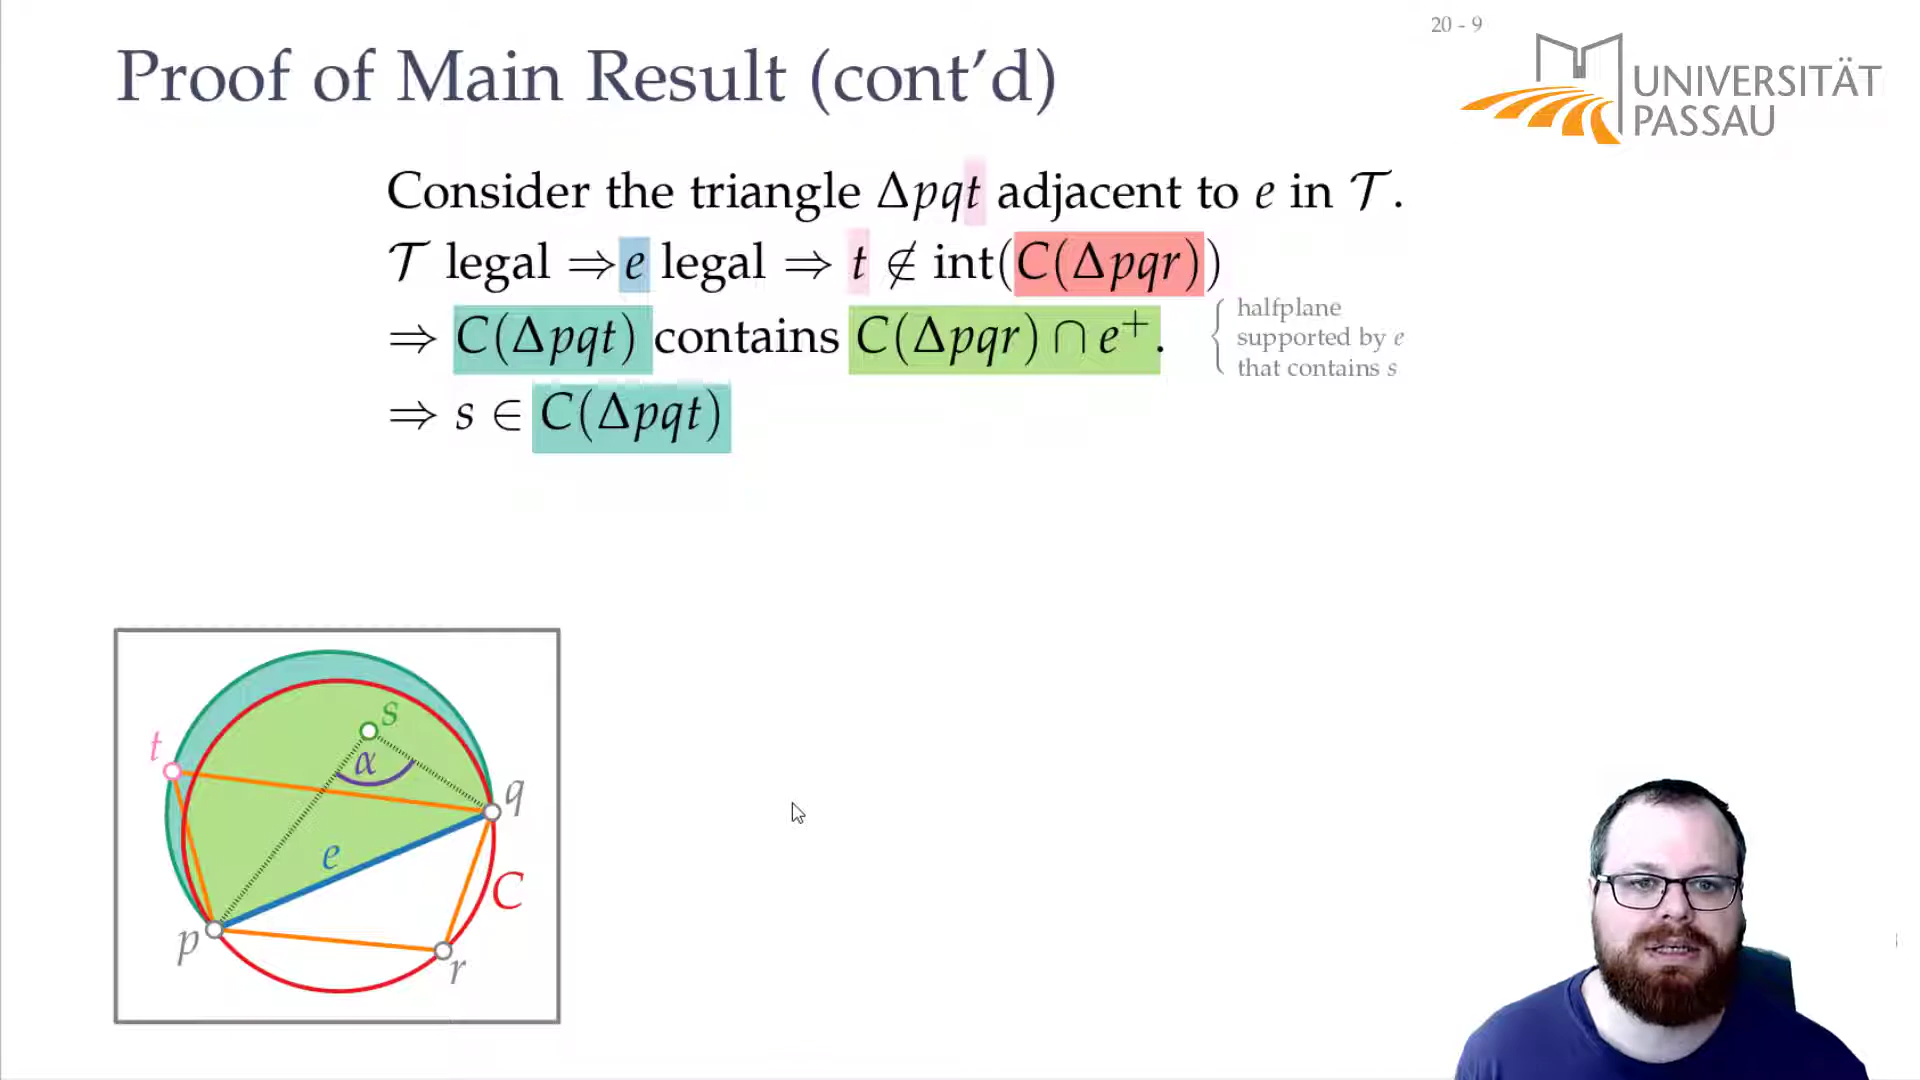 20 - 9
UNIVERSITÄT
PASSAU
Proof of Main Result (cont’d)
Consider the triangle Δpqt adjacent to e in 𝒯.
𝒯 legal ⇒ e legal ⇒ t ∉ int(C(Δpqr))
⇒ C(Δpqt) contains C(Δpqr) ∩ e⁺.
halfplane
supported by e
that contains s
⇒ s ∈ C(Δpqt)
s
t
α
q
e
C
p
r